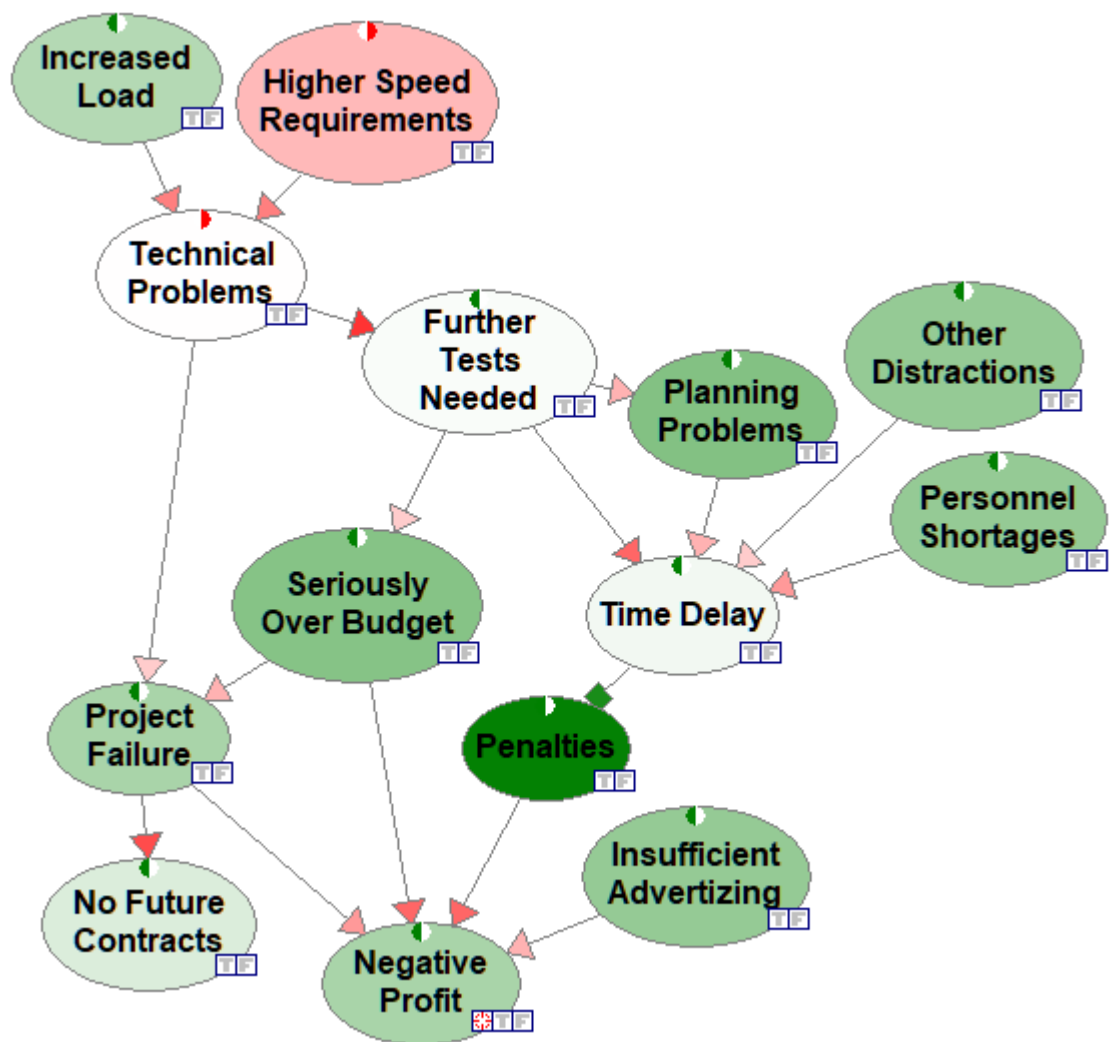 Increased
Load
T F
Higher Speed
Requirements
T F
Technical
Problems
T F
Further
Tests
Needed
T F
Planning
Problems
T F
Other
Distractions
T F
Personnel
Shortages
T F
Seriously
Over Budget
T F
Time Delay
T F
Project
Failure
T F
Penalties
T F
Insufficient
Advertizing
T F
No Future
Contracts
T F
Negative
Profit
T F